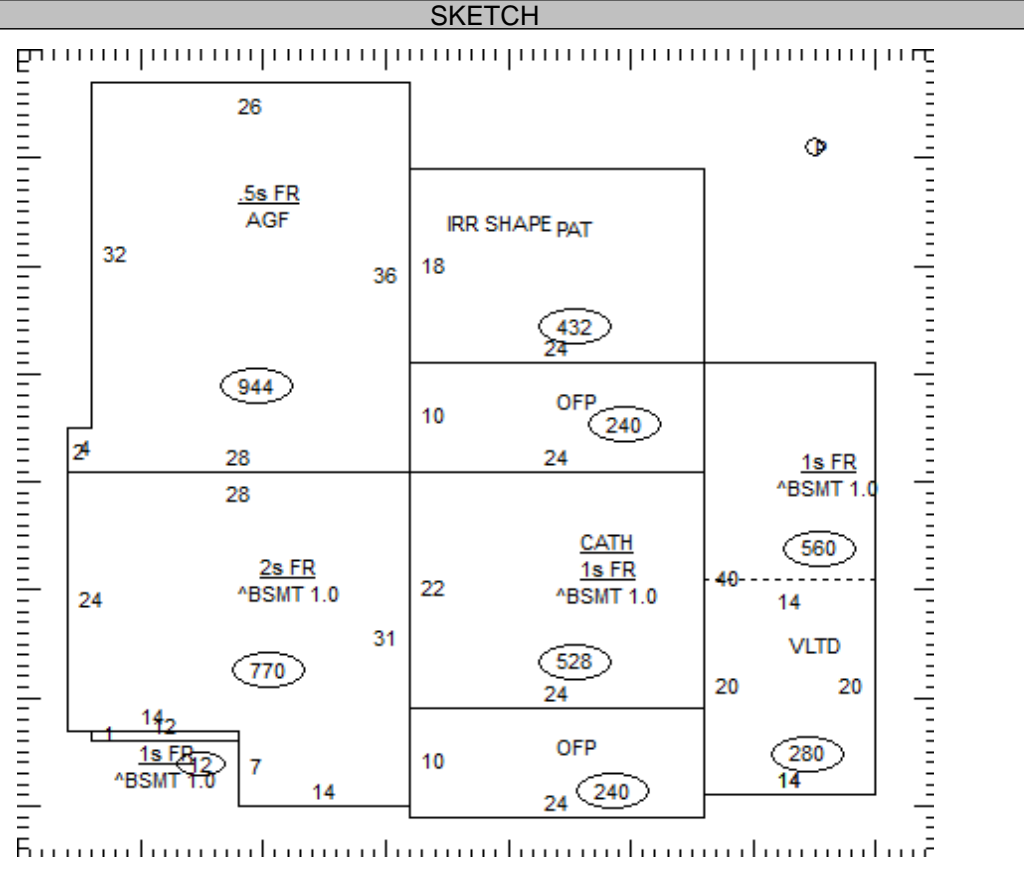 SKETCH
26
.5s FR
AGF
32
36
944
2
4
28
IRR SHAPE PAT
18
432
24
OFP
10
240
24
1s FR
^BSMT 1.0
560
40
14
VLTD
20
20
280
14
28
2s FR
^BSMT 1.0
24
31
770
14
12
1
1s FR
12
^BSMT 1.0
7
14
CATH
1s FR
^BSMT 1.0
22
528
24
OFP
10
240
24